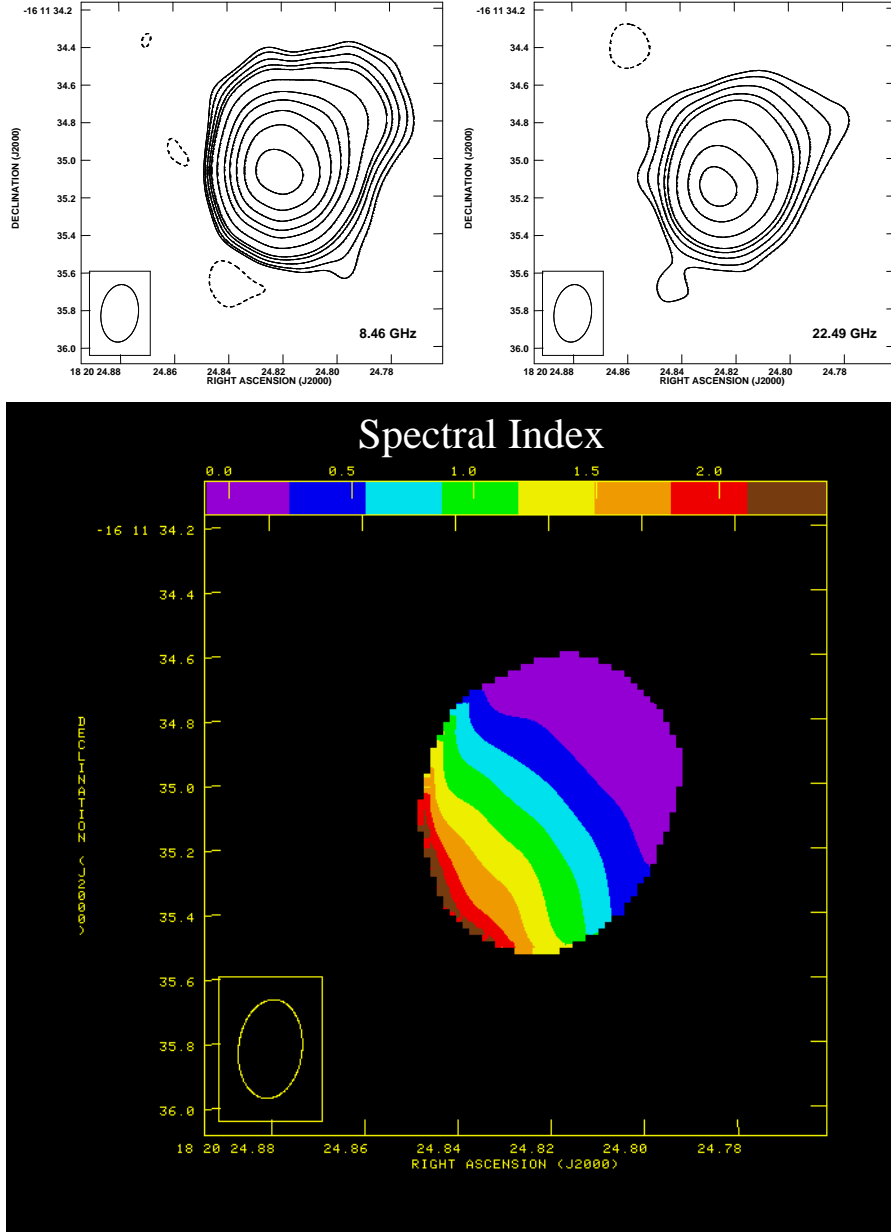 -16 11 34.2
34.4
34.6
34.8
35.0
35.2
35.4
35.6
35.8
36.0
DECLINATION (J2000)
8.46 GHz
18 20 24.88
24.86
24.84
24.82
24.80
24.78
RIGHT ASCENSION (J2000)
-16 11 34.2
34.4
34.6
34.8
35.0
35.2
35.4
35.6
35.8
36.0
DECLINATION (J2000)
22.49 GHz
18 20 24.88
24.86
24.84
24.82
24.80
24.78
RIGHT ASCENSION (J2000)
Spectral Index
0.0 0.5 1.0 1.5 2.0
-16 11 34.2
34.4
34.6
34.8
35.0
35.2
35.4
35.6
35.8
36.0
DECLINATION (J2000)
18 20 24.88 24.86 24.84 24.82 24.80 24.78
RIGHT ASCENSION (J2000)